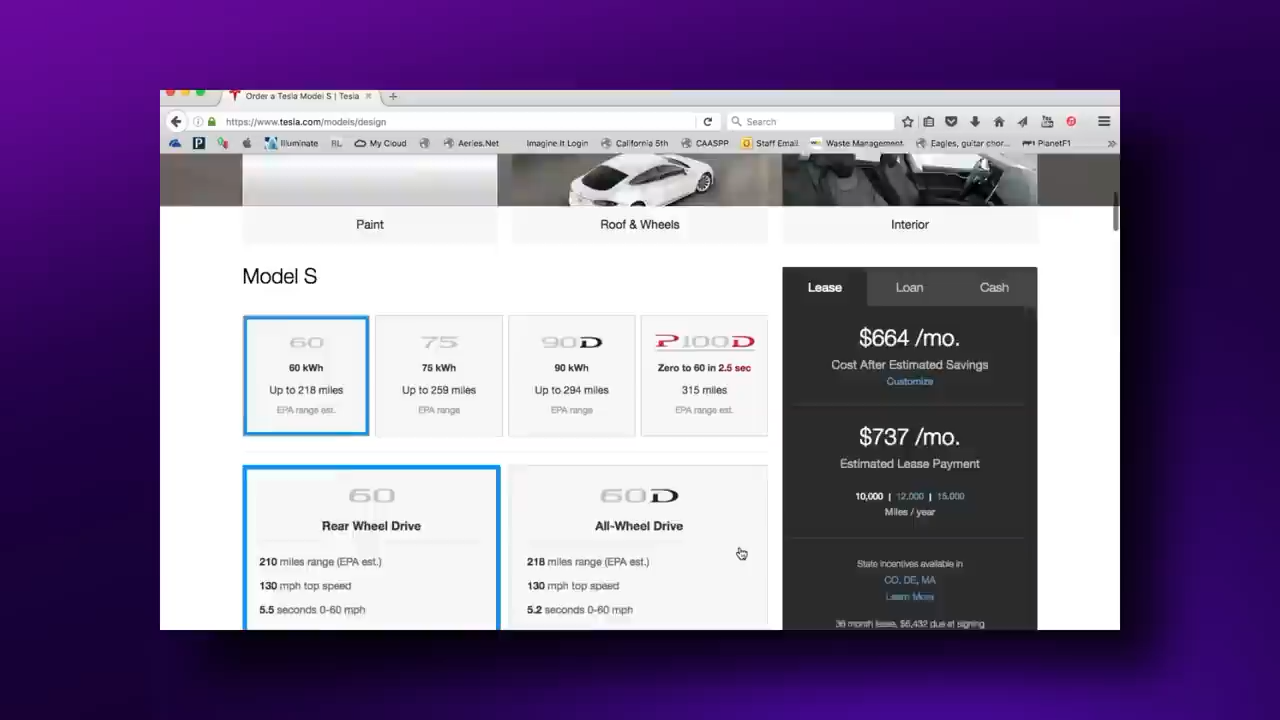 Order a Tesla Model S | Tesla
https://www.tesla.com/models/design
Search
Illuminate RL My Cloud Aeries.Net Imagine It Login California 5th CAASPP Staff Email Waste Management Eagles, guitar chor... PlanetF1
Paint Roof & Wheels Interior
Model S
60
60 kWh
Up to 218 miles
EPA range est.
75
75 kWh
Up to 259 miles
EPA range
90D
90 kWh
Up to 294 miles
EPA range
P100D
Zero to 60 in 2.5 sec
315 miles
EPA range est.
60
Rear Wheel Drive
210 miles range (EPA est.)
130 mph top speed
5.5 seconds 0-60 mph
60D
All-Wheel Drive
218 miles range (EPA est.)
130 mph top speed
5.2 seconds 0-60 mph
Lease Loan Cash
$664 /mo.
Cost After Estimated Savings
Customize
$737 /mo.
Estimated Lease Payment
10,000 | 12,000 | 15,000
Miles / year
State incentives available in
CO, DE, MA
Learn More
36 month lease, $6,432 due at signing